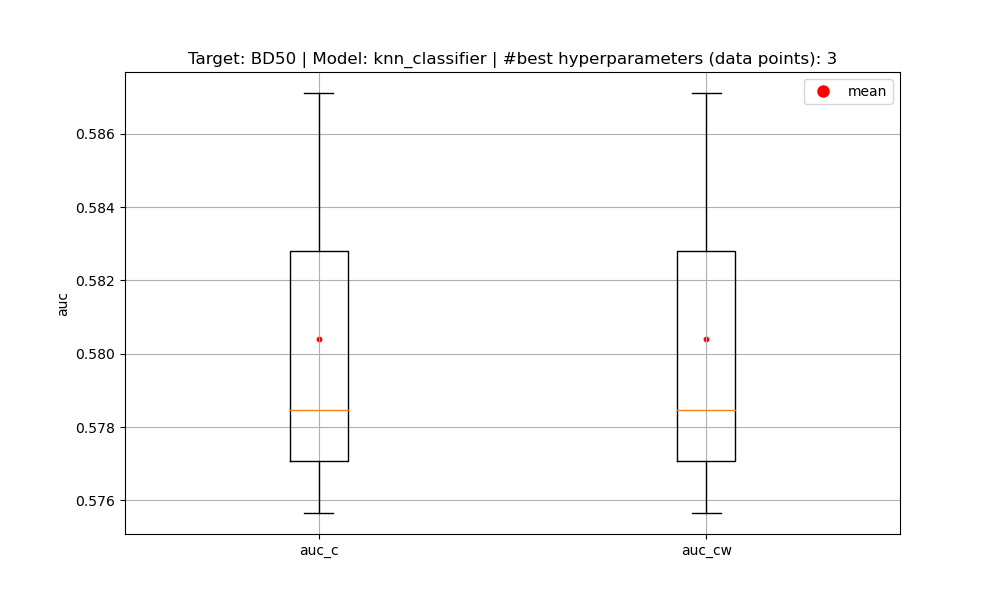 Target: BD50 | Model: knn_classifier | #best hyperparameters (data points): 3
mean
0.586
0.584
0.582
0.580
0.578
0.576
auc
auc_c
auc_cw